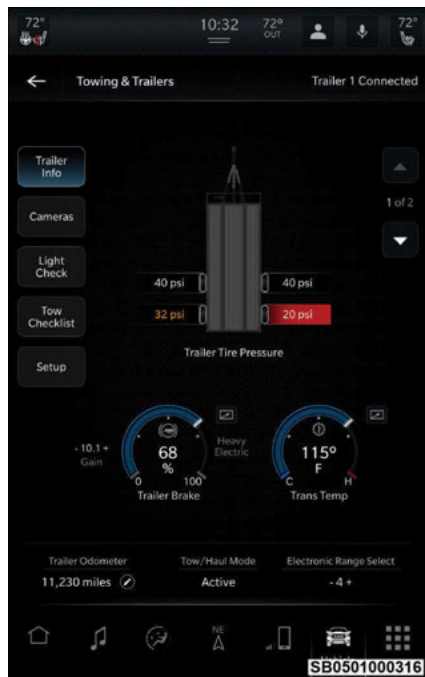 72°
10:32
72°
OUT
72°
Towing & Trailers
Trailer 1 Connected
Trailer
Info
1 of 2
Cameras
Light
Check
40 psi
40 psi
Tow
Checklist
32 psi
20 psi
Trailer Tire Pressure
Setup
- 10.1 +
Gain
68
%
0
100
Trailer Brake
Heavy
Electric
115°
F
C
H
Trans Temp
Trailer Odometer
Tow/Haul Mode
Electronic Range Select
11,230 miles
Active
- 4 +
NE
SB0501000316